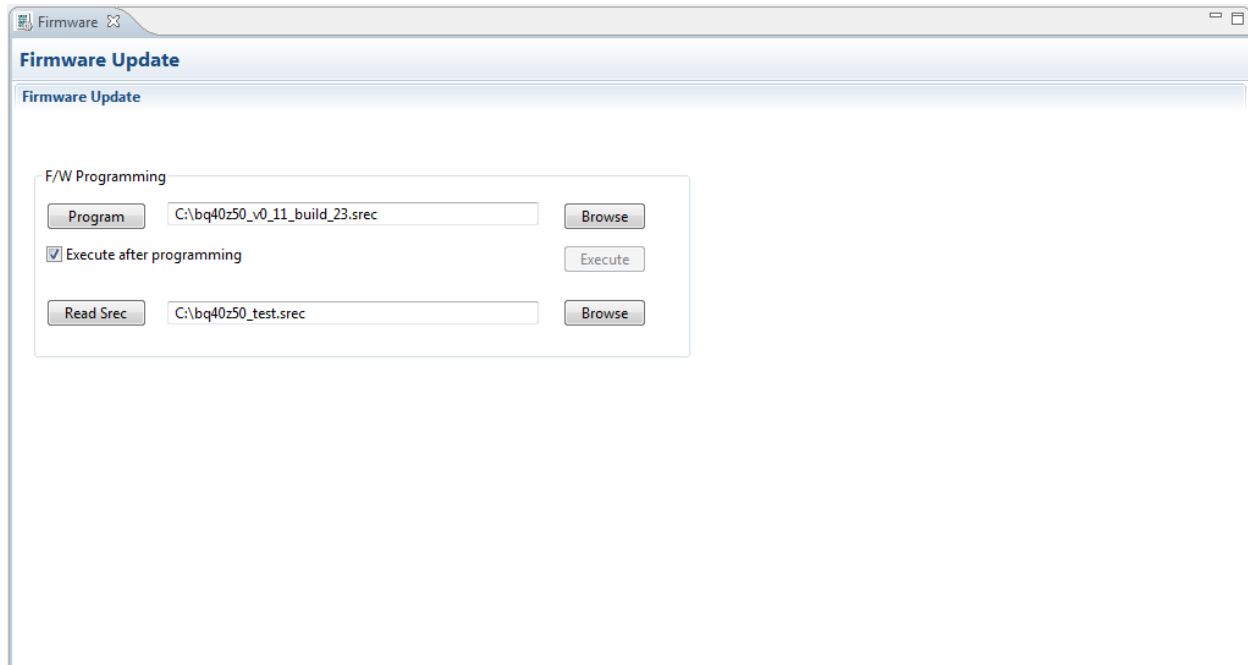 Firmware
Firmware Update
Firmware Update
F/W Programming
Program C:\bq40z50_v0_11_build_23.srec Browse
Execute after programming Execute
Read Srec C:\bq40z50_test.srec Browse